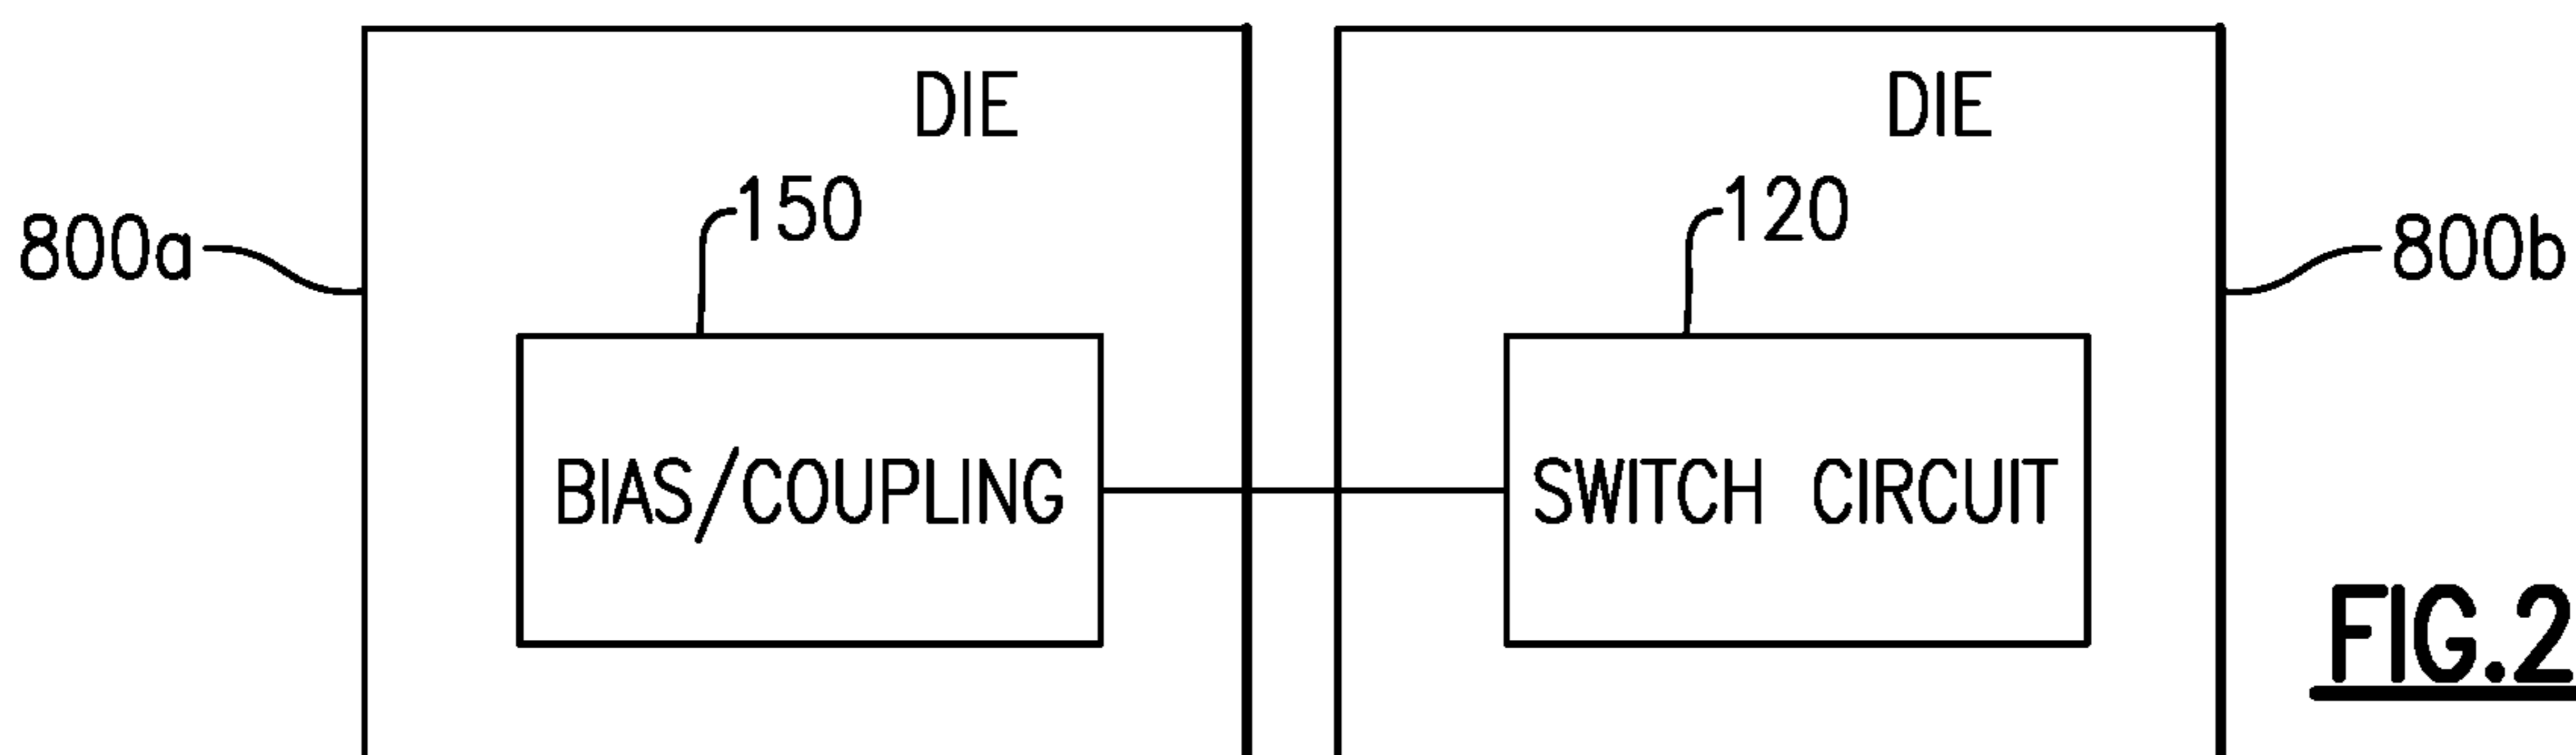 DIE
DIE
150
120
800a
800b
BIAS/COUPLING
SWITCH CIRCUIT
FIG.2